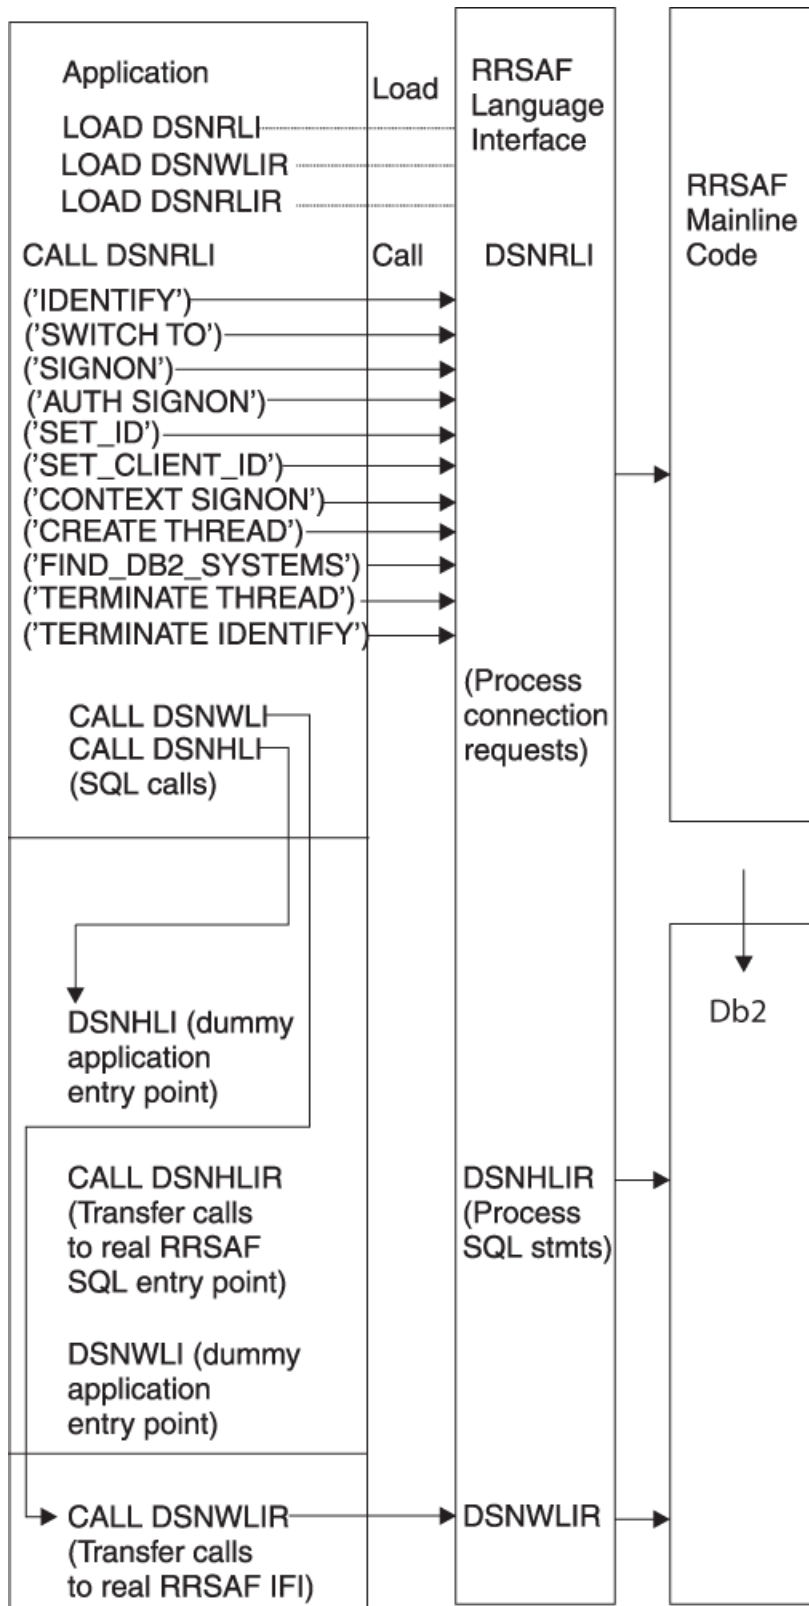 Application
LOAD DSNRLI
LOAD DSNWLIR
LOAD DSNRLIR
Load
RRSAF
Language
Interface
RRSAF
Mainline
Code
CALL DSNRLI
Call
DSNRLI
('IDENTIFY')
('SWITCH TO')
('SIGNON')
('AUTH SIGNON')
('SET_ID')
('SET_CLIENT_ID')
('CONTEXT SIGNON')
('CREATE THREAD')
('FIND_DB2_SYSTEMS')
('TERMINATE THREAD')
('TERMINATE IDENTIFY')
(Process
connection
requests)
CALL DSNWLI
CALL DSNHLI
(SQL calls)
DSNHLI (dummy
application
entry point)
Db2
CALL DSNHLIR
(Transfer calls
to real RRSAF
SQL entry point)
DSNHLIR
(Process
SQL stmts)
DSNWLI (dummy
application
entry point)
CALL DSNWLIR
(Transfer calls
to real RRSAF IFI)
DSNWLIR